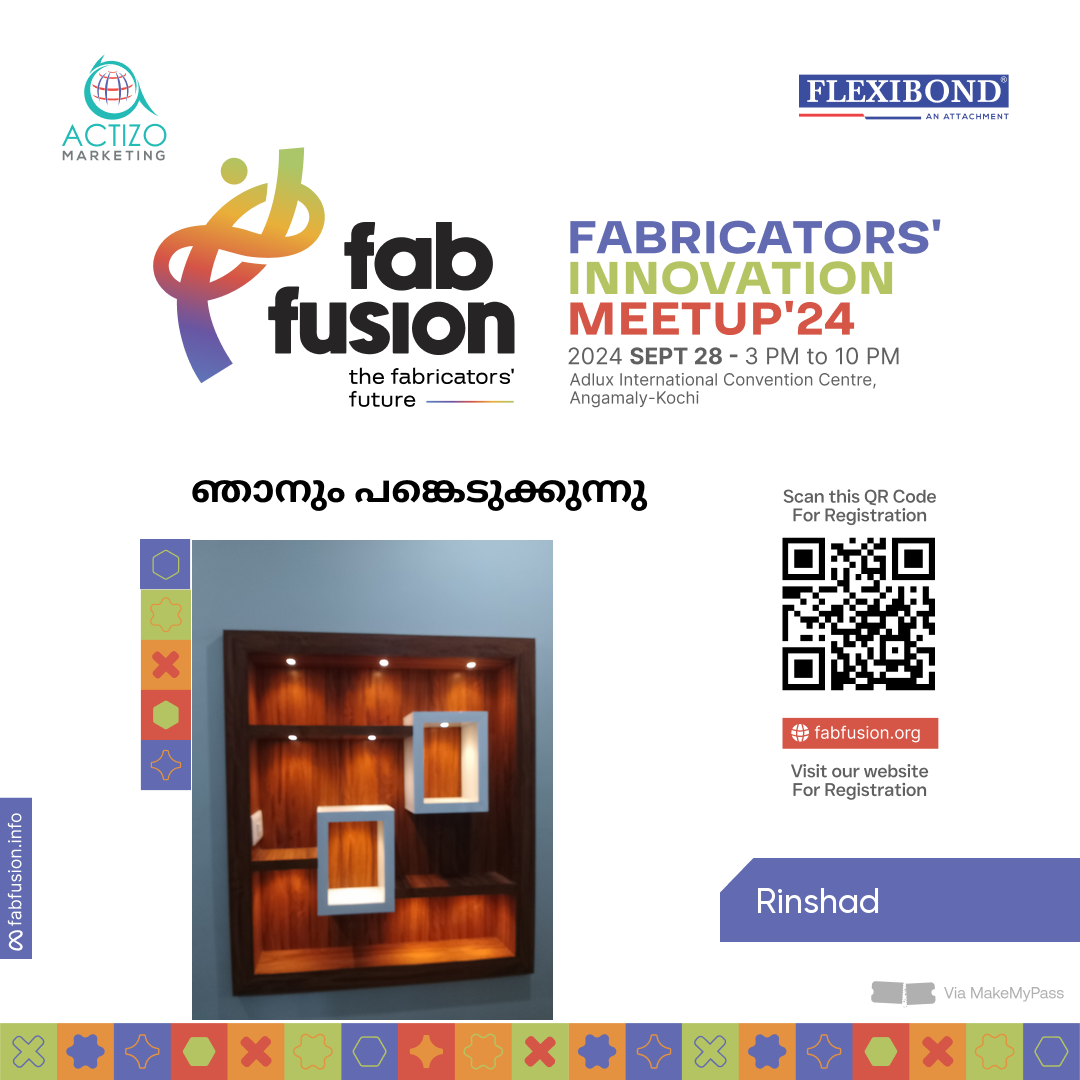 ACTIZO
MARKETING
FLEXIBOND®
AN ATTACHMENT
fab
fusion
the fabricators'
future
FABRICATORS'
INNOVATION
MEETUP'24
2024 SEPT 28 - 3 PM to 10 PM
Adlux International Convention Centre,
Angamaly-Kochi
ഞാനും പങ്കെടുക്കുന്നു
Scan this QR Code
For Registration
fabfusion.org
Visit our website
For Registration
fabfusion.info
Rinshad
Via MakeMyPass